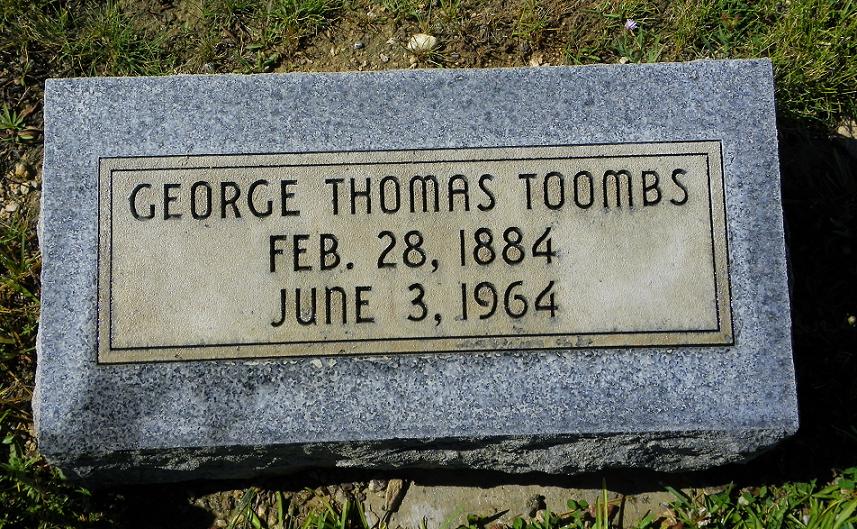 GEORGE THOMAS TOOMBS
FEB. 28, 1884
JUNE 3, 1964